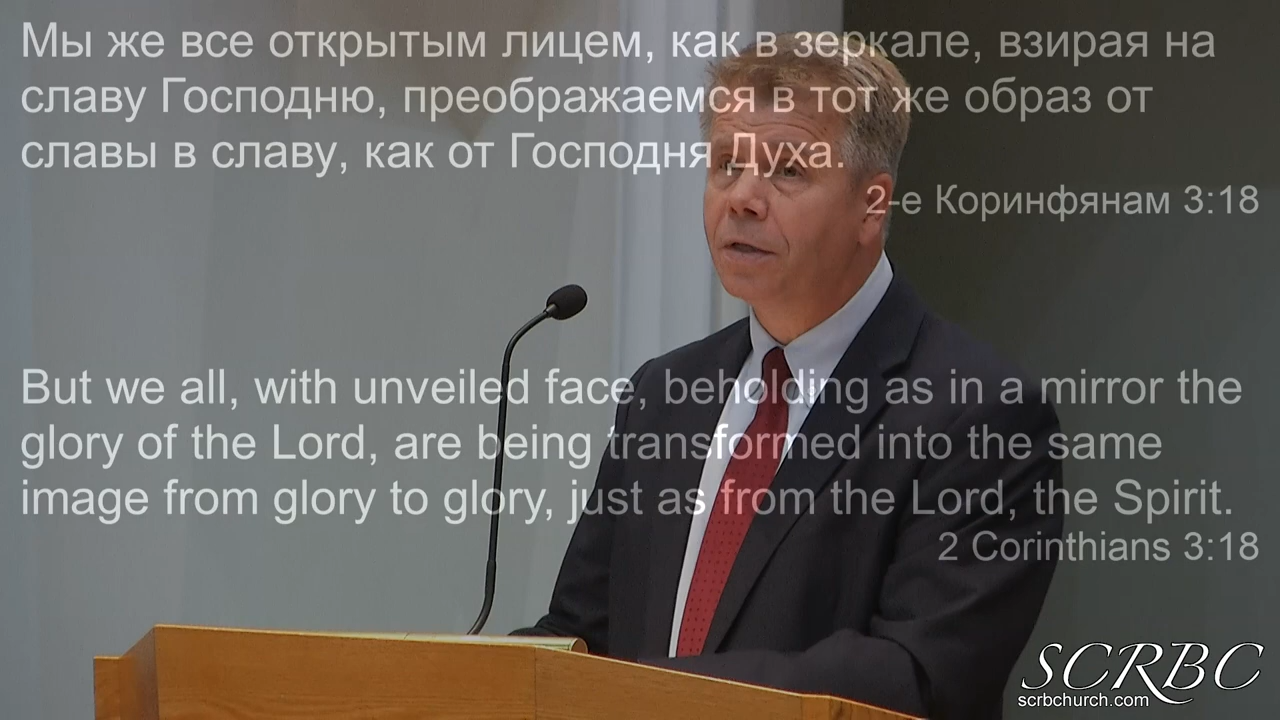 Мы же все открытым лицем, как в зеркале, взирая на
славу Господню, преображаемся в тот же образ от
славы в славу, как от Господня Духа.
2-е Коринфянам 3:18
But we all, with unveiled face, beholding as in a mirror the
glory of the Lord, are being transformed into the same
image from glory to glory, just as from the Lord, the Spirit.
2 Corinthians 3:18
SCRBC
scrbchurch.com